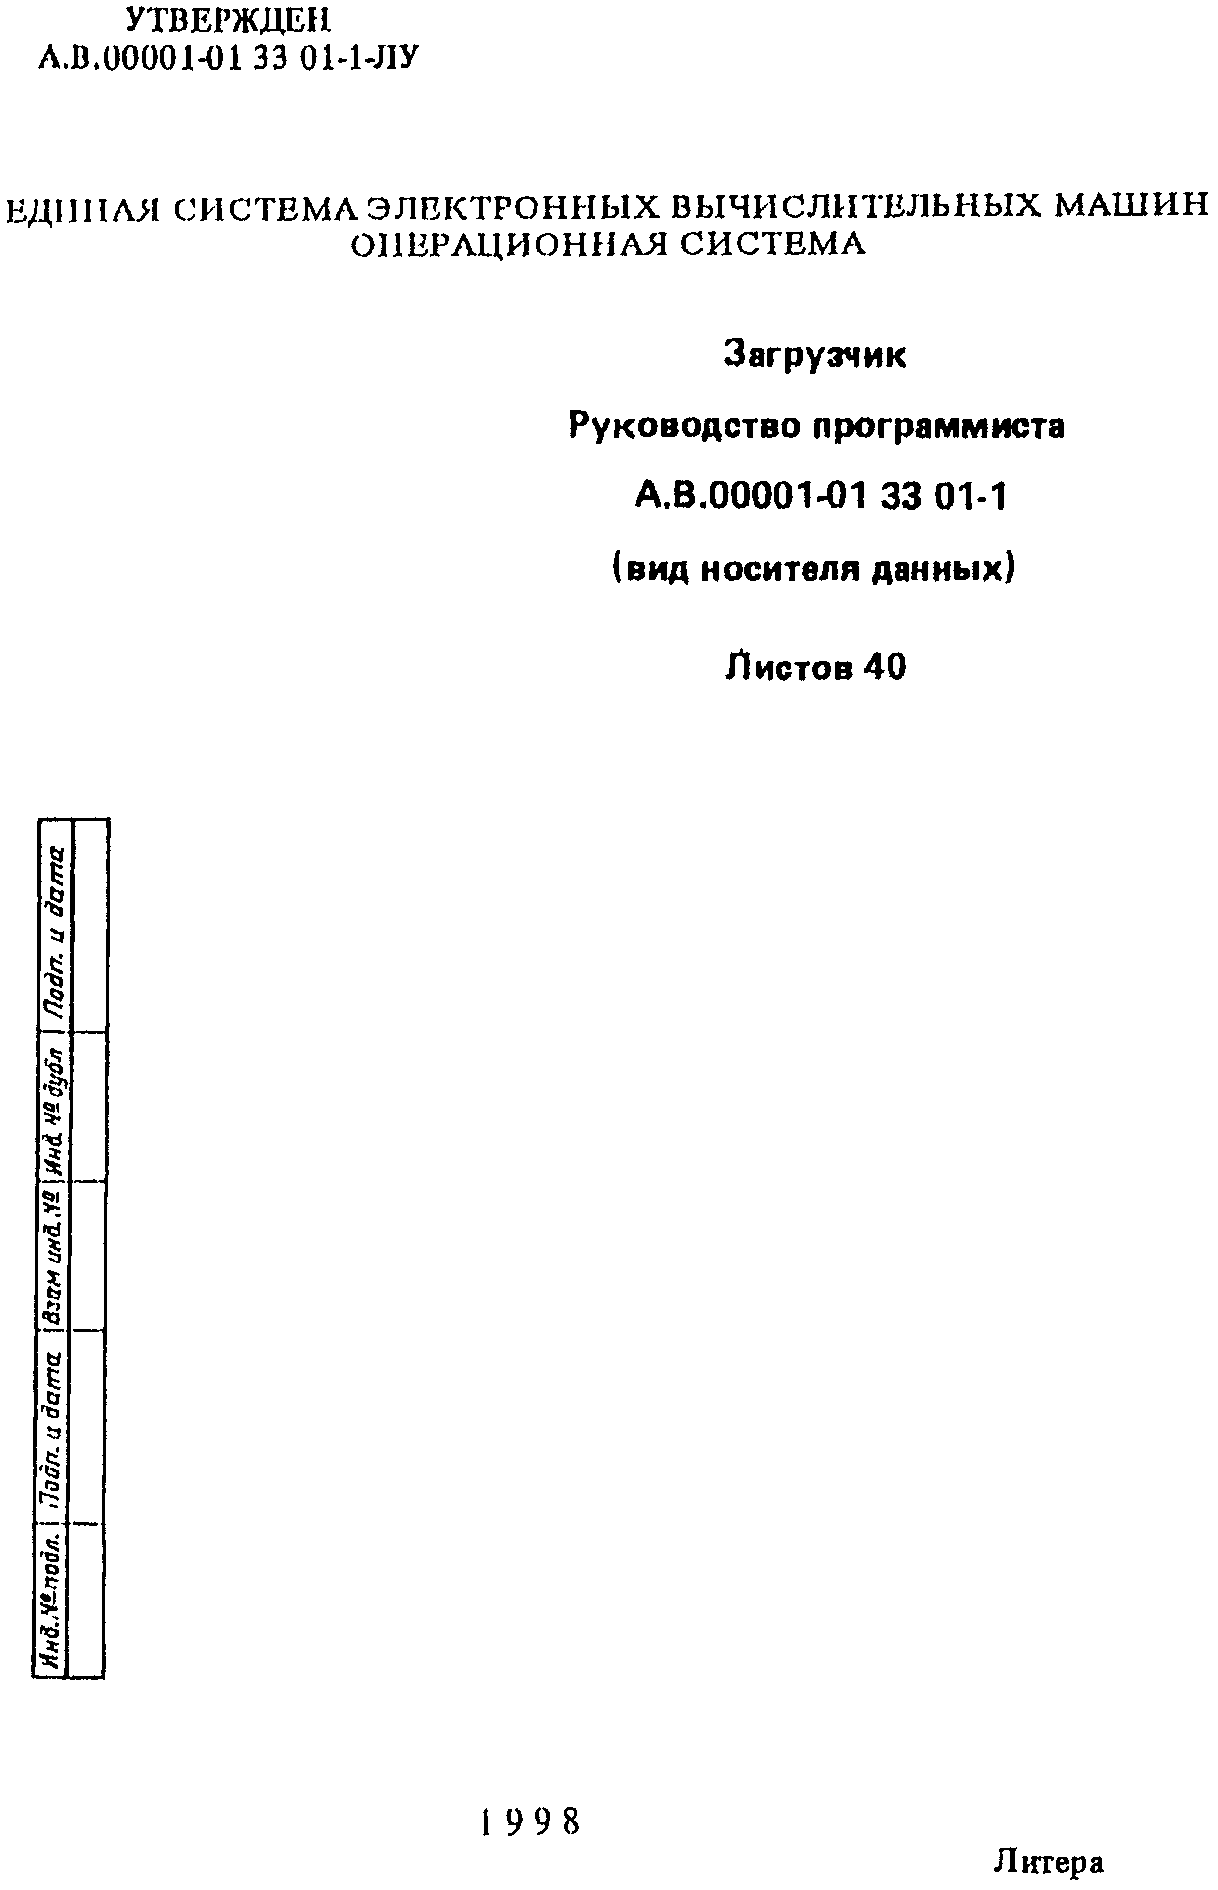 УТВЕРЖДЕН
А.В.00001-01 33 01-1-ЛУ
ЕДИНАЯ СИСТЕМА ЭЛЕКТРОННЫХ ВЫЧИСЛИТЕЛЬНЫХ МАШИН
ОПЕРАЦИОННАЯ СИСТЕМА
Загрузчик
Руководство программиста
А.В.00001-01 33 01-1
(вид носителя данных)
Листов 40
Подп. и дата
Инд № дубл
Взам инд. №
Подп. и дата
Инд. № подл.
1998
Литера